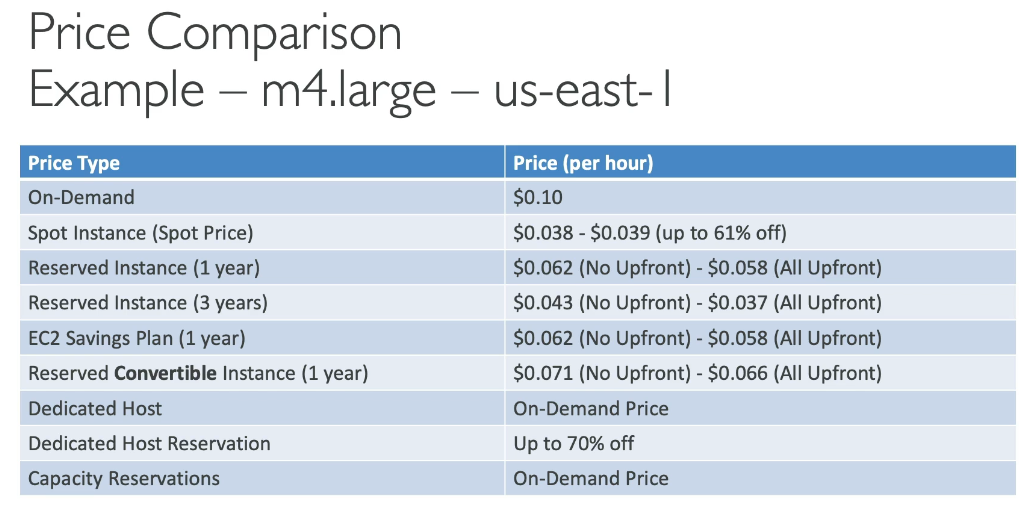 Price Comparison
Example – m4.large – us-east-1
Price Type Price (per hour)
On-Demand $0.10
Spot Instance (Spot Price) $0.038 - $0.039 (up to 61% off)
Reserved Instance (1 year) $0.062 (No Upfront) - $0.058 (All Upfront)
Reserved Instance (3 years) $0.043 (No Upfront) - $0.037 (All Upfront)
EC2 Savings Plan (1 year) $0.062 (No Upfront) - $0.058 (All Upfront)
Reserved Convertible Instance (1 year) $0.071 (No Upfront) - $0.066 (All Upfront)
Dedicated Host On-Demand Price
Dedicated Host Reservation Up to 70% off
Capacity Reservations On-Demand Price